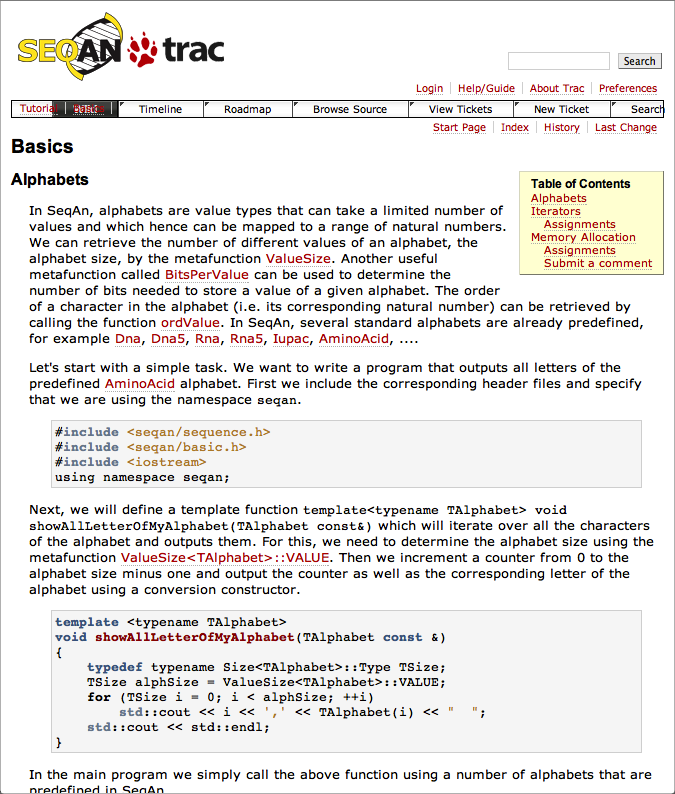 SEQAN trac
Search
Login Help/Guide About Trac Preferences
Tutorial Wiki Timeline Roadmap Browse Source View Tickets New Ticket Search
Start Page Index History Last Change
Basics
Alphabets
Table of Contents
Alphabets
Iterators
Assignments
Memory Allocation
Assignments
Submit a comment
In SeqAn, alphabets are value types that can take a limited number of
values and which hence can be mapped to a range of natural numbers.
We can retrieve the number of different values of an alphabet, the
alphabet size, by the metafunction ValueSize. Another useful
metafunction called BitsPerValue can be used to determine the
number of bits needed to store a value of a given alphabet. The order
of a character in the alphabet (i.e. its corresponding natural number) can be retrieved by
calling the function ordValue. In SeqAn, several standard alphabets are already predefined,
for example Dna, Dna5, Rna, Rna5, Iupac, AminoAcid, ....
Let's start with a simple task. We want to write a program that outputs all letters of the
predefined AminoAcid alphabet. First we include the corresponding header files and specify
that we are using the namespace seqan.
#include <seqan/sequence.h>
#include <seqan/basic.h>
#include <iostream>
using namespace seqan;
Next, we will define a template function template<typename TAlphabet> void
showAllLetterOfMyAlphabet(TAlphabet const&) which will iterate over all the characters
of the alphabet and outputs them. For this, we need to determine the alphabet size using the
metafunction ValueSize<TAlphabet>::VALUE. Then we increment a counter from 0 to the
alphabet size minus one and output the counter as well as the corresponding letter of the
alphabet using a conversion constructor.
template <typename TAlphabet>
void showAllLetterOfMyAlphabet(TAlphabet const &)
{
    typedef typename Size<TAlphabet>::Type TSize;
    TSize alphSize = ValueSize<TAlphabet>::VALUE;
    for (TSize i = 0; i < alphSize; ++i)
        std::cout << i << ',' << TAlphabet(i) << "  ";
    std::cout << std::endl;
}
In the main program we simply call the above function using a number of alphabets that are
predefined in SeqAn.